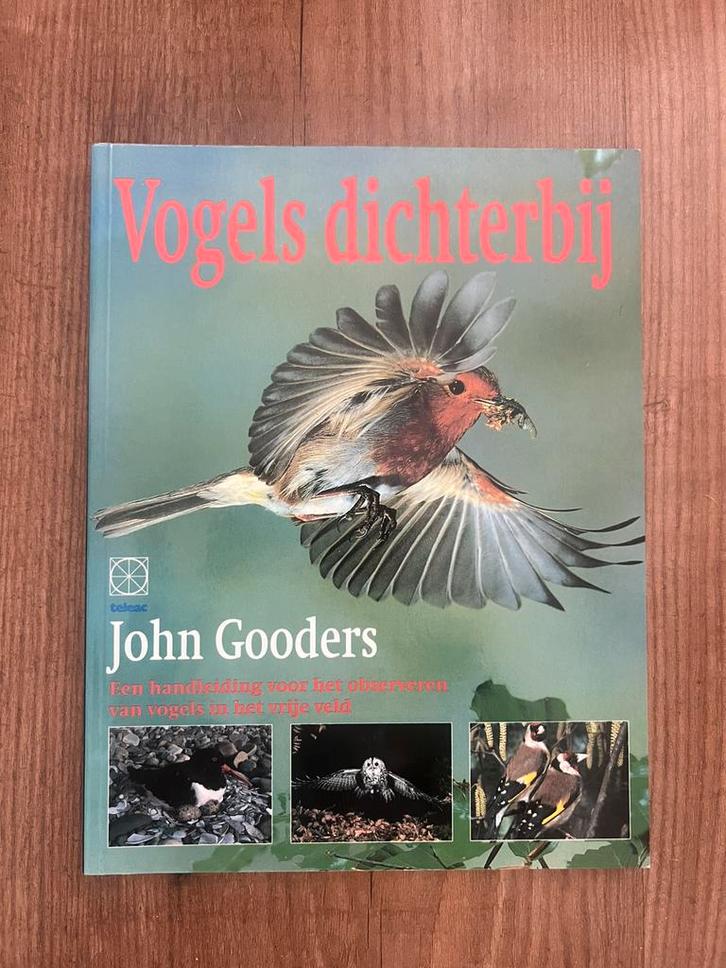 Vogels dichterbij
teleac
John Gooders
Een handleiding voor het observeren
van vogels in het vrije veld